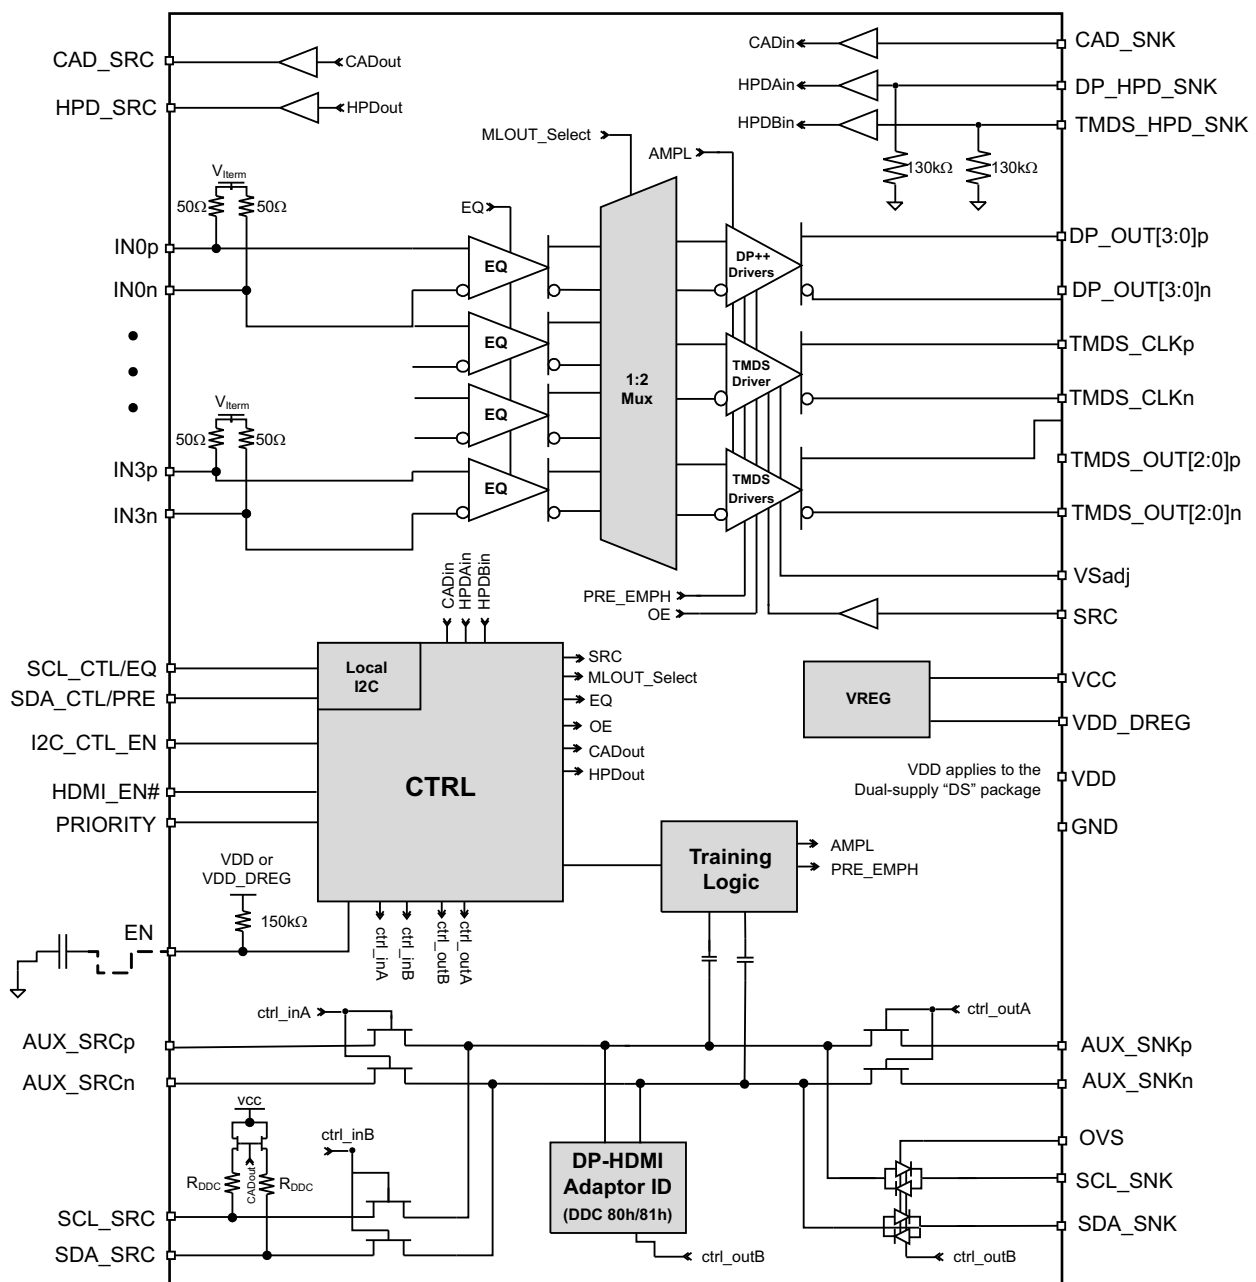 CAD_SRC
CADout
HPD_SRC
HPDout
CADin
CAD_SNK
HPDAin
DP_HPD_SNK
HPDBin
TMDS_HPD_SNK
130kΩ
130kΩ
MLOUT_Select
AMPL
VIterm
50Ω
50Ω
EQ
IN0p
IN0n
EQ
EQ
EQ
EQ
1:2
Mux
DP++
Drivers
TMDS
Driver
TMDS
Drivers
DP_OUT[3:0]p
DP_OUT[3:0]n
TMDS_CLKp
TMDS_CLKn
TMDS_OUT[2:0]p
TMDS_OUT[2:0]n
VIterm
50Ω
50Ω
IN3p
IN3n
VSadj
PRE_EMPH
OE
SRC
CADin
HPDAin
HPDBin
SCL_CTL/EQ
SDA_CTL/PRE
I2C_CTL_EN
HDMI_EN#
PRIORITY
Local
I2C
CTRL
SRC
MLOUT_Select
EQ
OE
CADout
HPDout
VREG
VCC
VDD_DREG
VDD applies to the
Dual-supply “DS” package
VDD
GND
VDD or
VDD_DREG
150kΩ
EN
Training
Logic
AMPL
PRE_EMPH
ctrl_inA
ctrl_inB
ctrl_outB
ctrl_outA
ctrl_inA
ctrl_outA
AUX_SRCp
AUX_SRCn
AUX_SNKp
AUX_SNKn
vcc
CADout
RDDC
RDDC
ctrl_inB
SCL_SRC
SDA_SRC
DP-HDMI
Adaptor ID
(DDC 80h/81h)
ctrl_outB
OVS
SCL_SNK
SDA_SNK
ctrl_outB